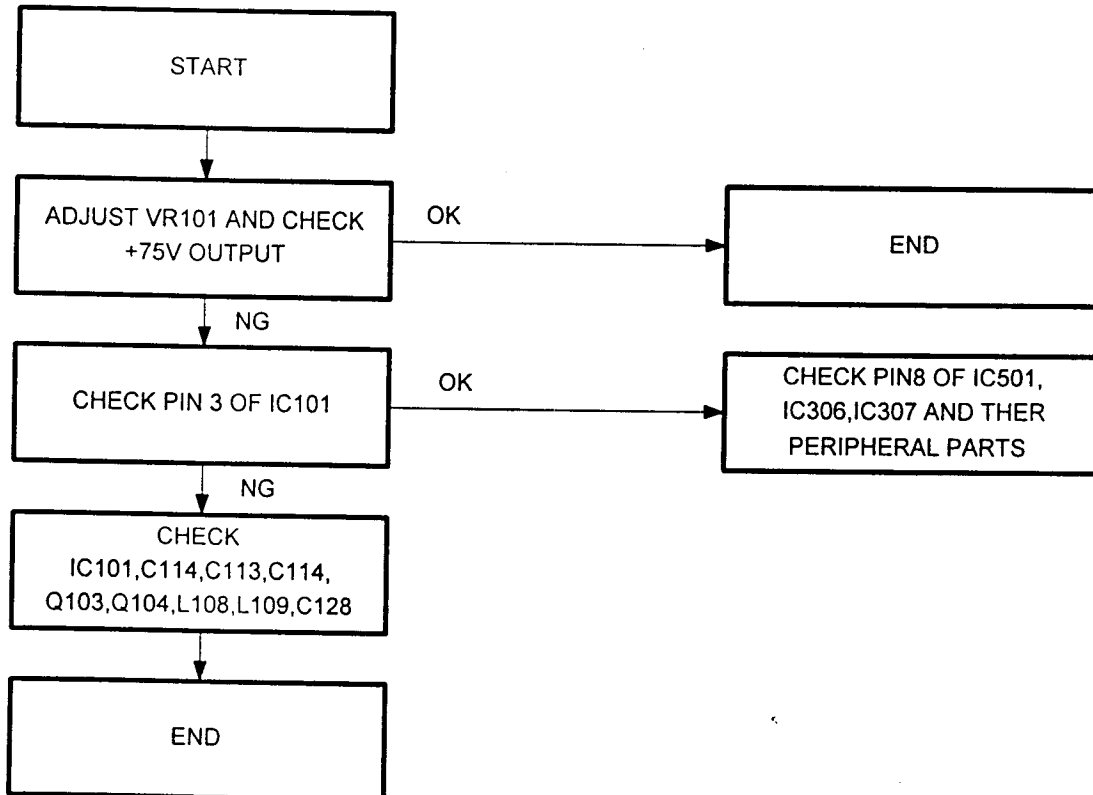 START
ADJUST VR101 AND CHECK
+75V OUTPUT
OK
END
NG
CHECK PIN 3 OF IC101
OK
CHECK PIN8 OF IC501,
IC306,IC307 AND THER
PERIPHERAL PARTS
NG
CHECK
IC101,C114,C113,C114,
Q103,Q104,L108,L109,C128
END